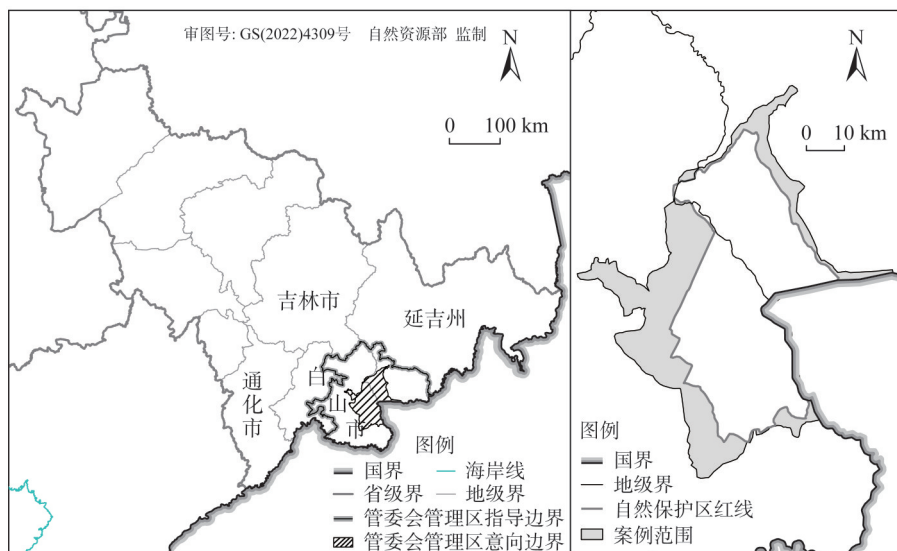 审图号: GS(2022)4309号 自然资源部 监制
N
0 100 km
吉林市
延吉州
通化市
白山市
图例
国界 海岸线
省级界 地级界
管委会管理区指导边界
管委会管理区意向边界
N
0 10 km
图例
国界
地级界
自然保护区红线
案例范围